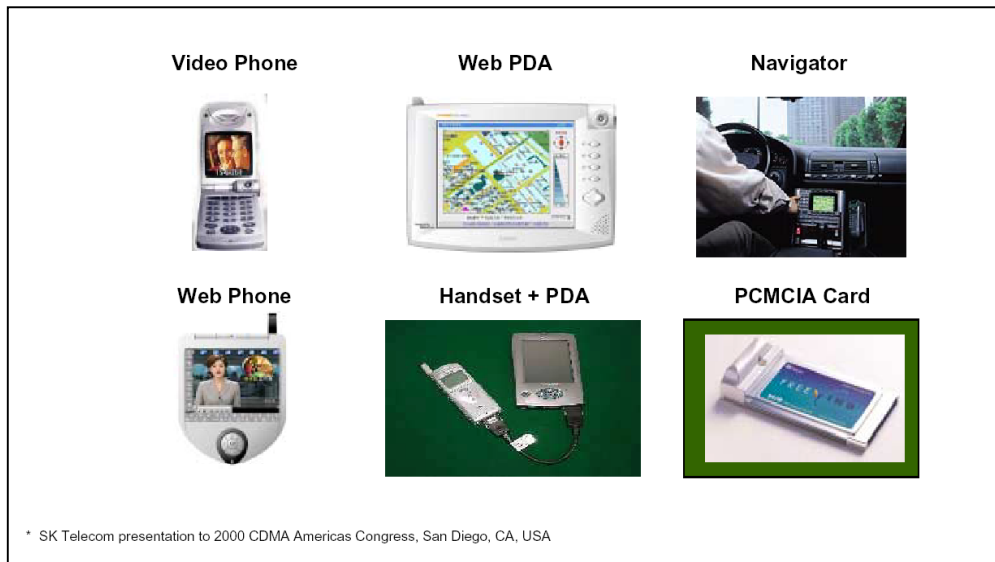 Video Phone
Web PDA
Navigator
Web Phone
Handset + PDA
PCMCIA Card
* SK Telecom presentation to 2000 CDMA Americas Congress, San Diego, CA, USA